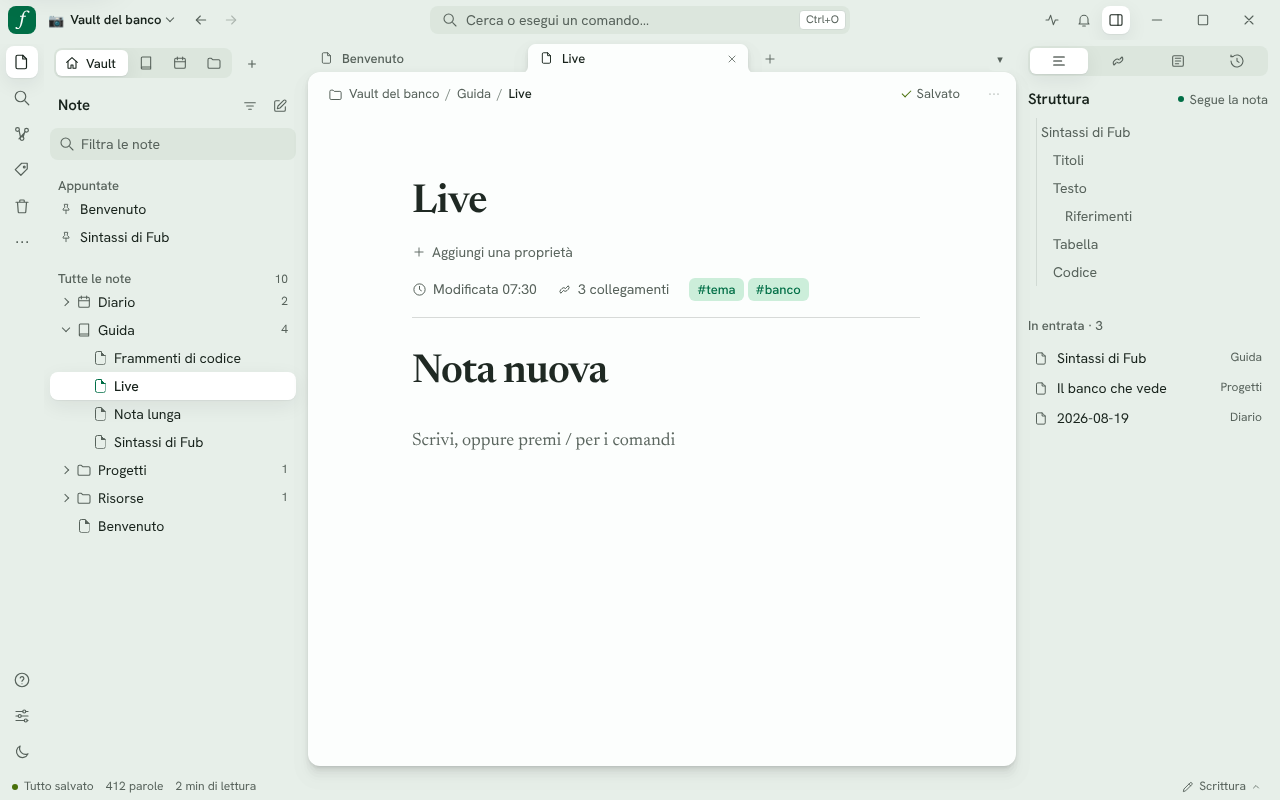 f
Vault del banco
Cerca o esegui un comando…
Ctrl+O
Vault
Note
Filtra le note
Appuntate
Benvenuto
Sintassi di Fub
Tutte le note 10
Diario 2
Guida 4
Frammenti di codice
Live
Nota lunga
Sintassi di Fub
Progetti 1
Risorse 1
Benvenuto
Benvenuto
Live
Vault del banco / Guida / Live
Salvato
Live
Aggiungi una proprietà
Modificata 07:30 3 collegamenti #tema #banco
Nota nuova
Scrivi, oppure premi / per i comandi
Struttura
Segue la nota
Sintassi di Fub
Titoli
Testo
Riferimenti
Tabella
Codice
In entrata · 3
Sintassi di Fub Guida
Il banco che vede Progetti
2026-08-19 Diario
Tutto salvato 412 parole 2 min di lettura
Scrittura